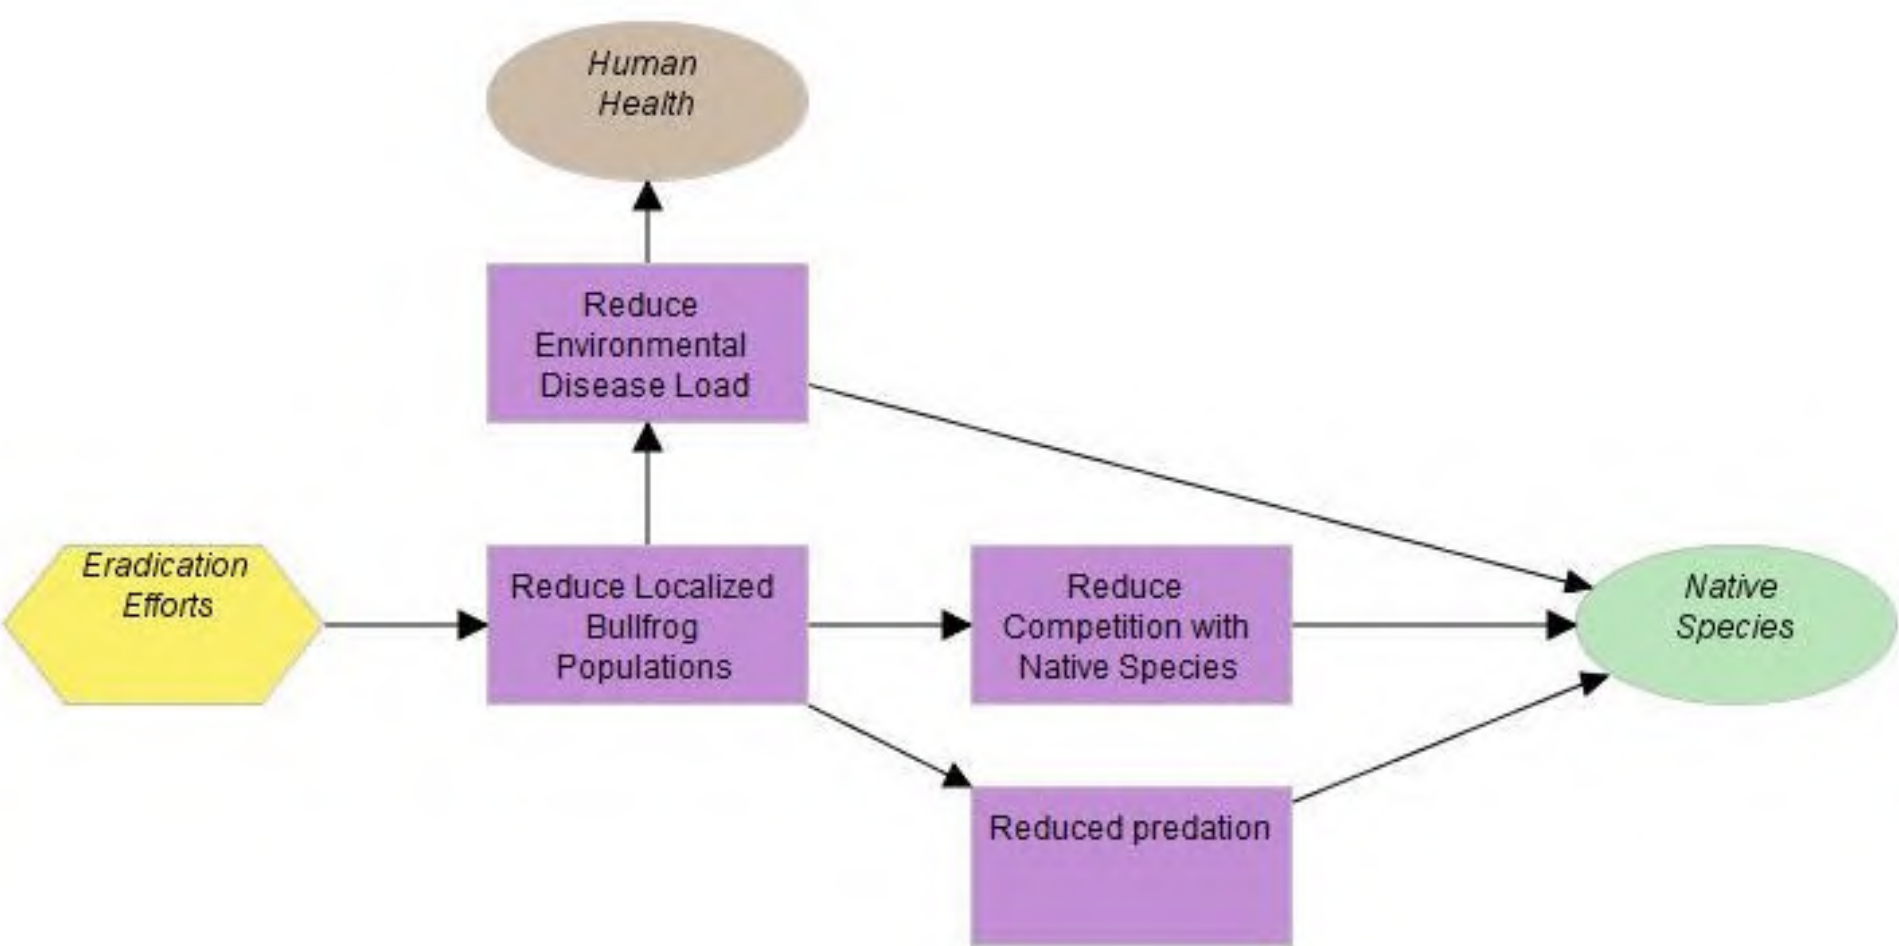 Human
Health
Reduce
Environmental
Disease Load
Eradication
Efforts
Reduce Localized
Bullfrog
Populations
Reduce
Competition with
Native Species
Native
Species
Reduced predation